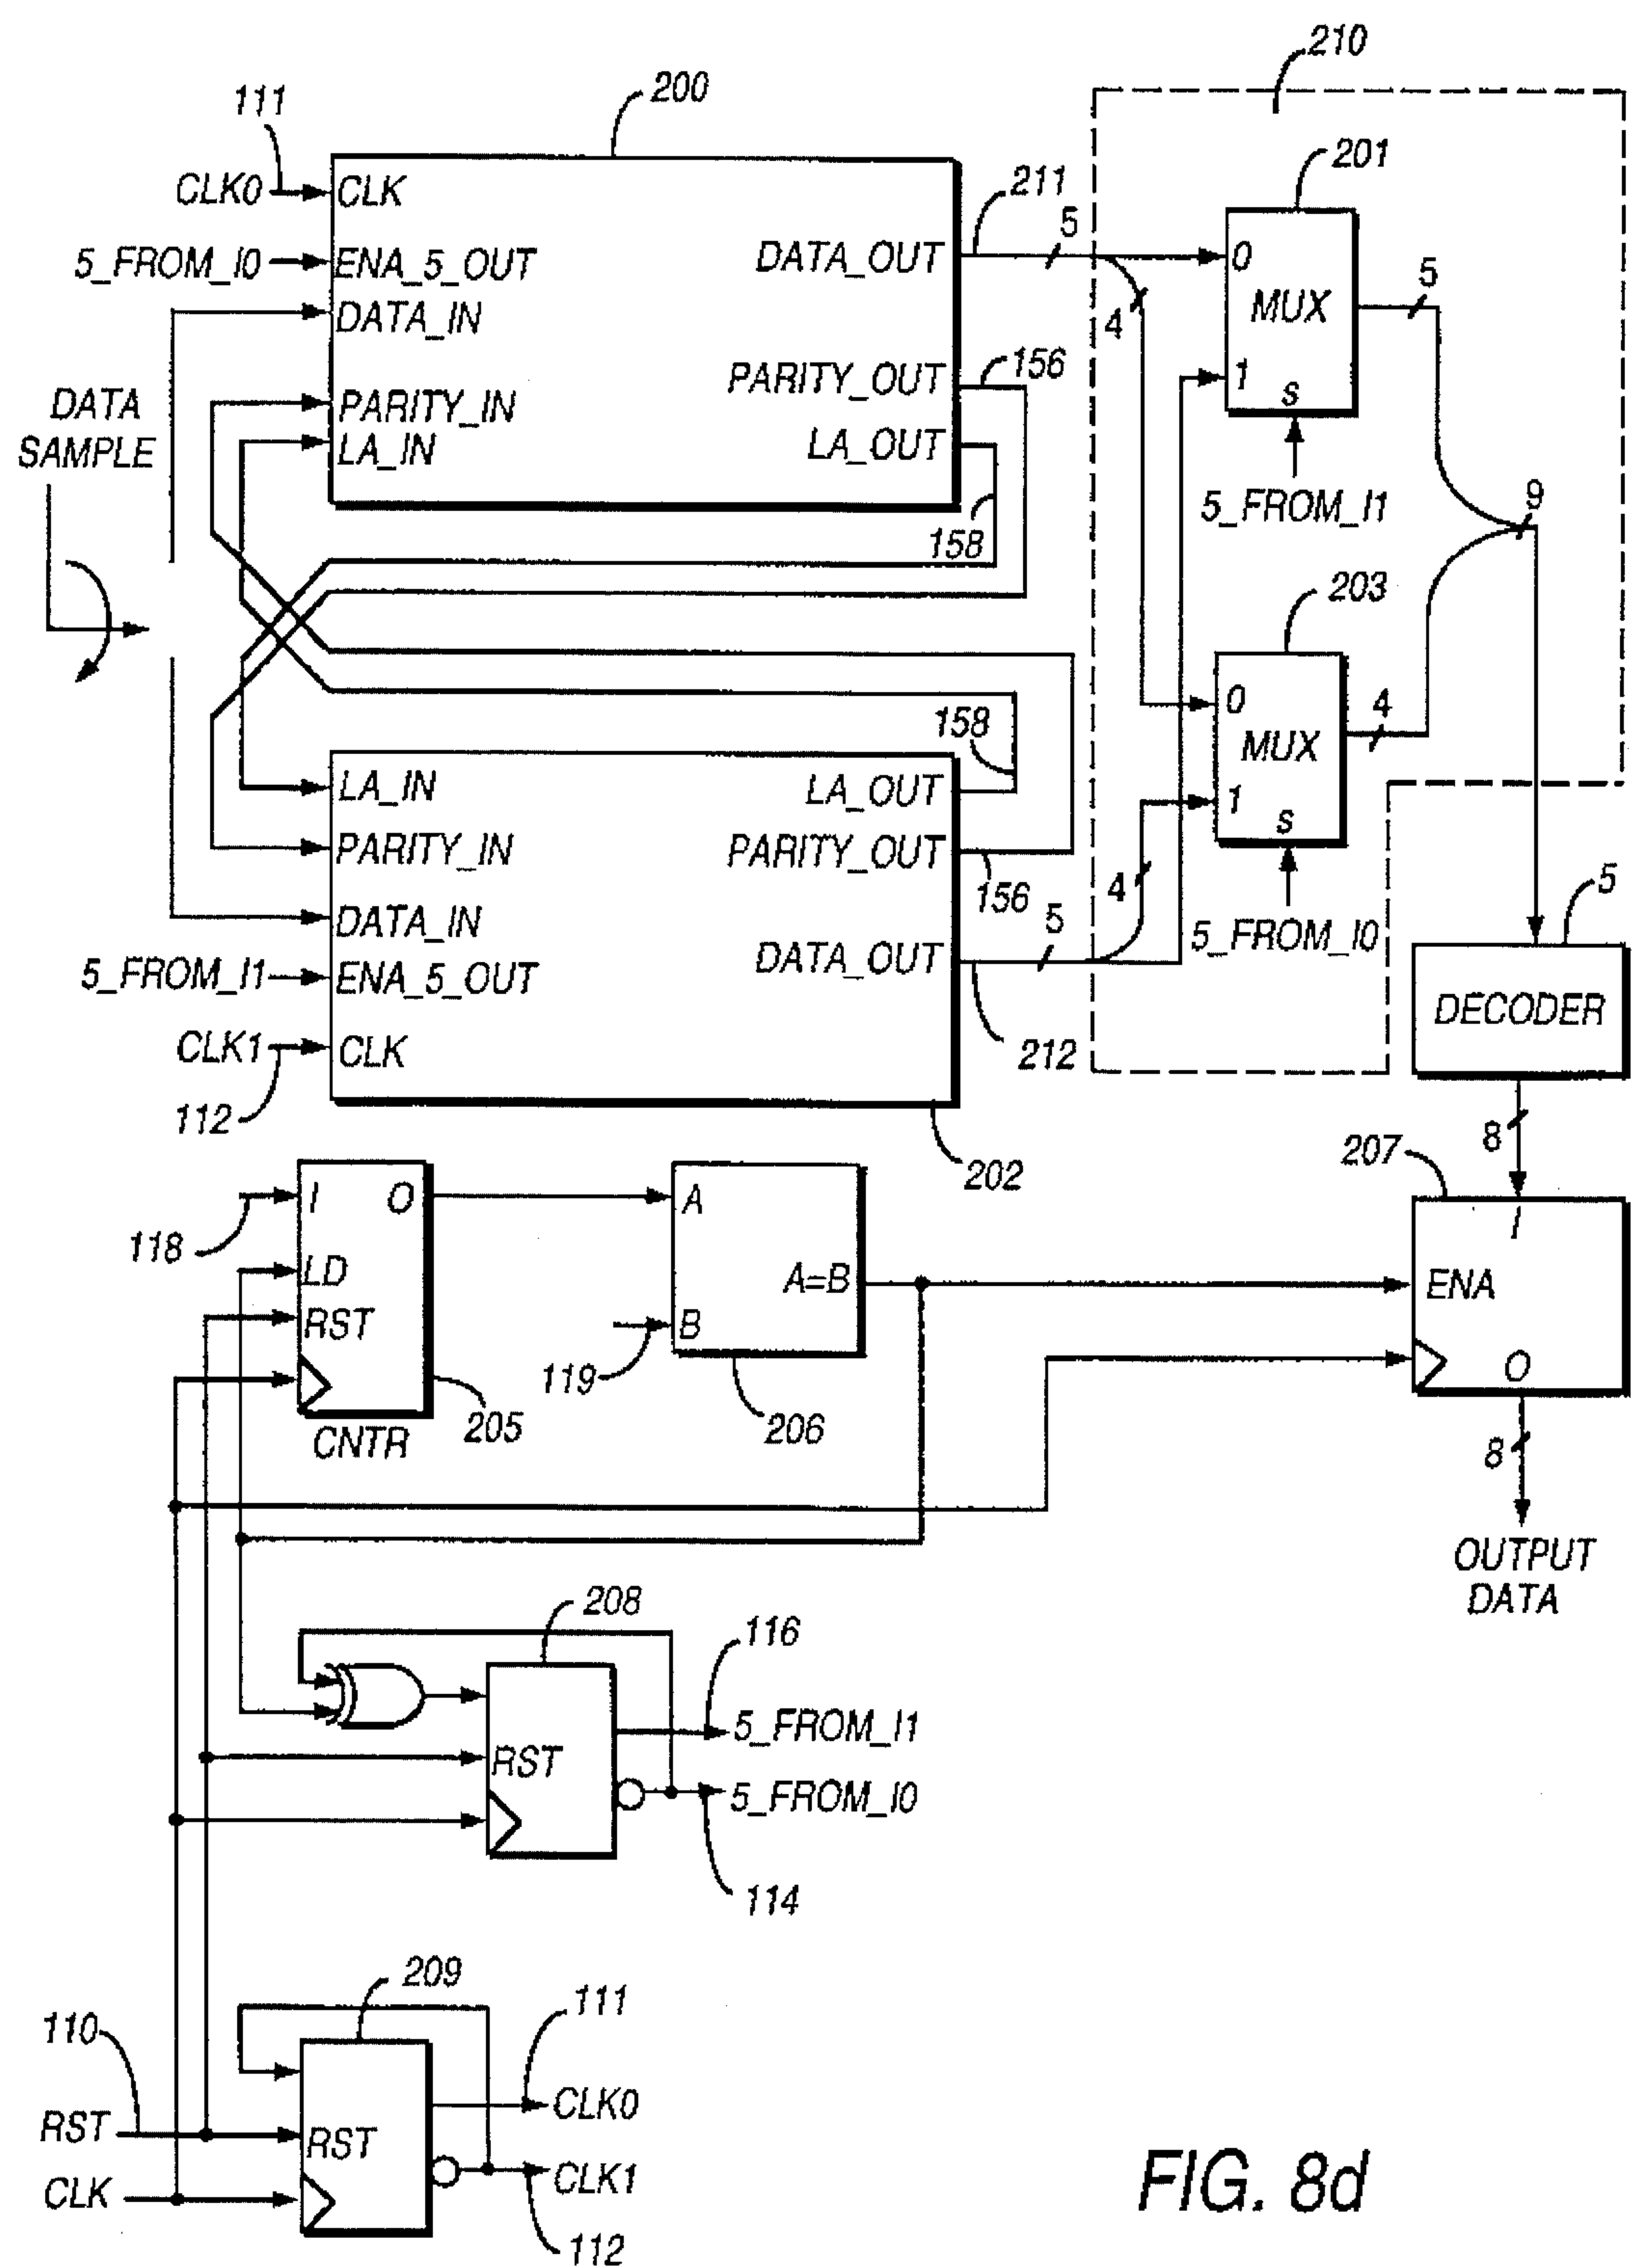 210
111
200
201
CLK0
CLK
211
5
5_FROM_I0
ENA_5_OUT
DATA_OUT
0
DATA_IN
4
MUX
5
PARITY_OUT
156
1
DATA
SAMPLE
PARITY_IN
LA_OUT
s
LA_IN
5_FROM_I1
9
158
203
0
158
4
MUX
LA_IN
LA_OUT
1
s
PARITY_IN
PARITY_OUT
4
156
5
DATA_IN
5
5_FROM_I0
5_FROM_I1
ENA_5_OUT
DATA_OUT
DECODER
CLK1
CLK
212
112
8
207
202
I
O
A
I
118
LD
A=B
ENA
RST
B
119
O
205
206
CNTR
8
OUTPUT
DATA
208
116
5_FROM_I1
RST
5_FROM_I0
114
209
111
110
CLK0
RST
RST
CLK
CLK1
112
FIG. 8d